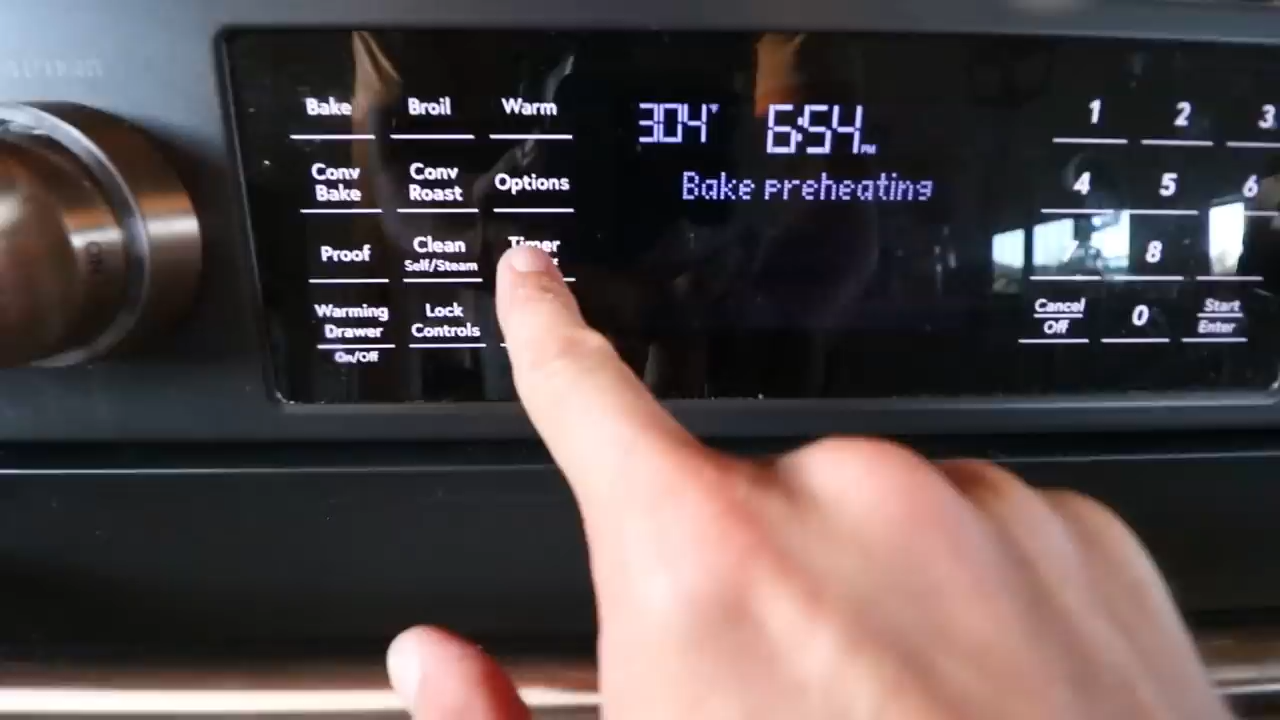 Bake Broil Warm
304° 6:54 PM
1 2 3
Conv Bake
Conv Roast
Options
Bake preheating
4 5 6
Proof
Clean
Self/Steam
Timer
7 8
Warming Drawer
On/Off
Lock Controls
Cancel
Off
0
Start
Enter